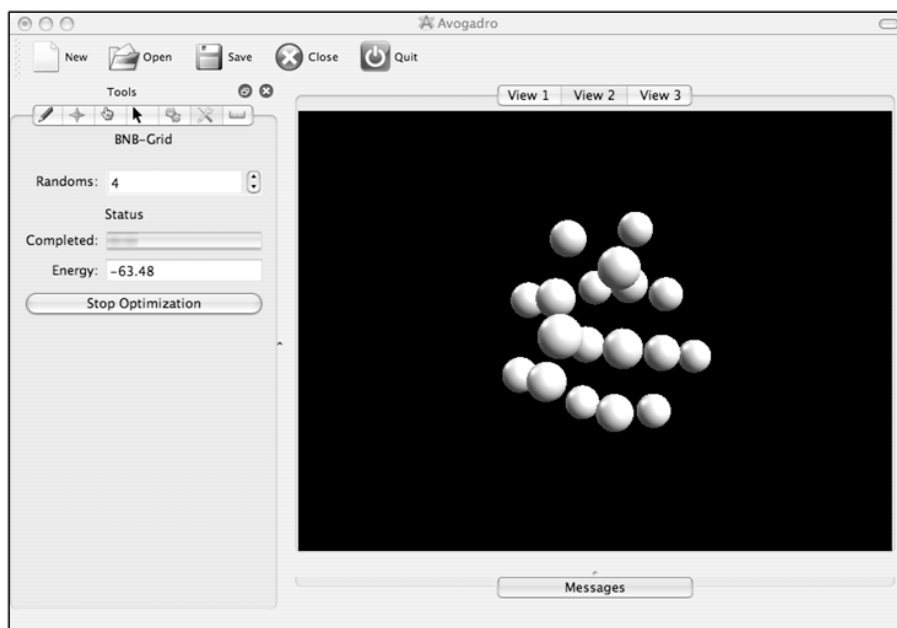 Avogadro
New Open Save Close Quit
Tools
View 1 View 2 View 3
BNB-Grid
Randoms: 4
Status
Completed:
Energy: -63.48
Stop Optimization
Messages